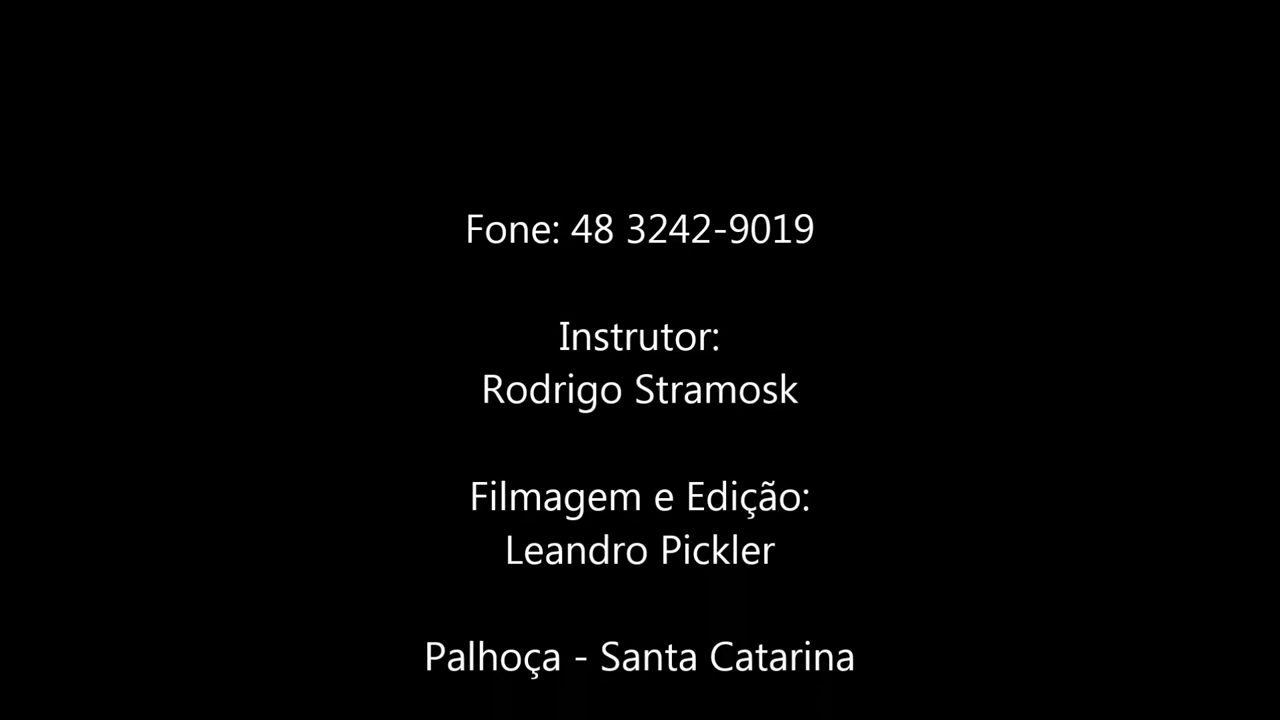 Fone: 48 3242-9019
Instrutor:
Rodrigo Stramosk
Filmagem e Edição:
Leandro Pickler
Palhoça - Santa Catarina